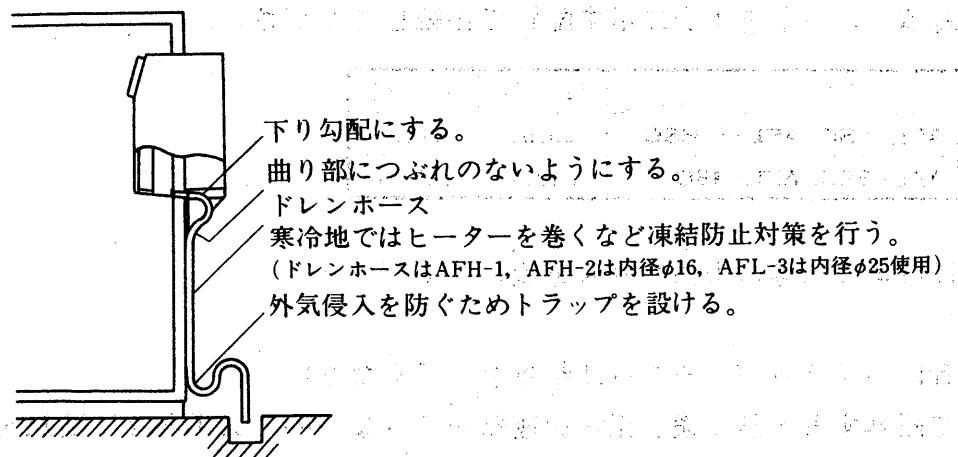 下り勾配にする。
曲り部につぶれのないようにする。
ドレンホース
寒冷地ではヒーターを巻くなど凍結防止対策を行う。
(ドレンホースはAFH-1, AFH-2は内径φ16, AFL-3は内径φ25使用)
外気侵入を防ぐためトラップを設ける。